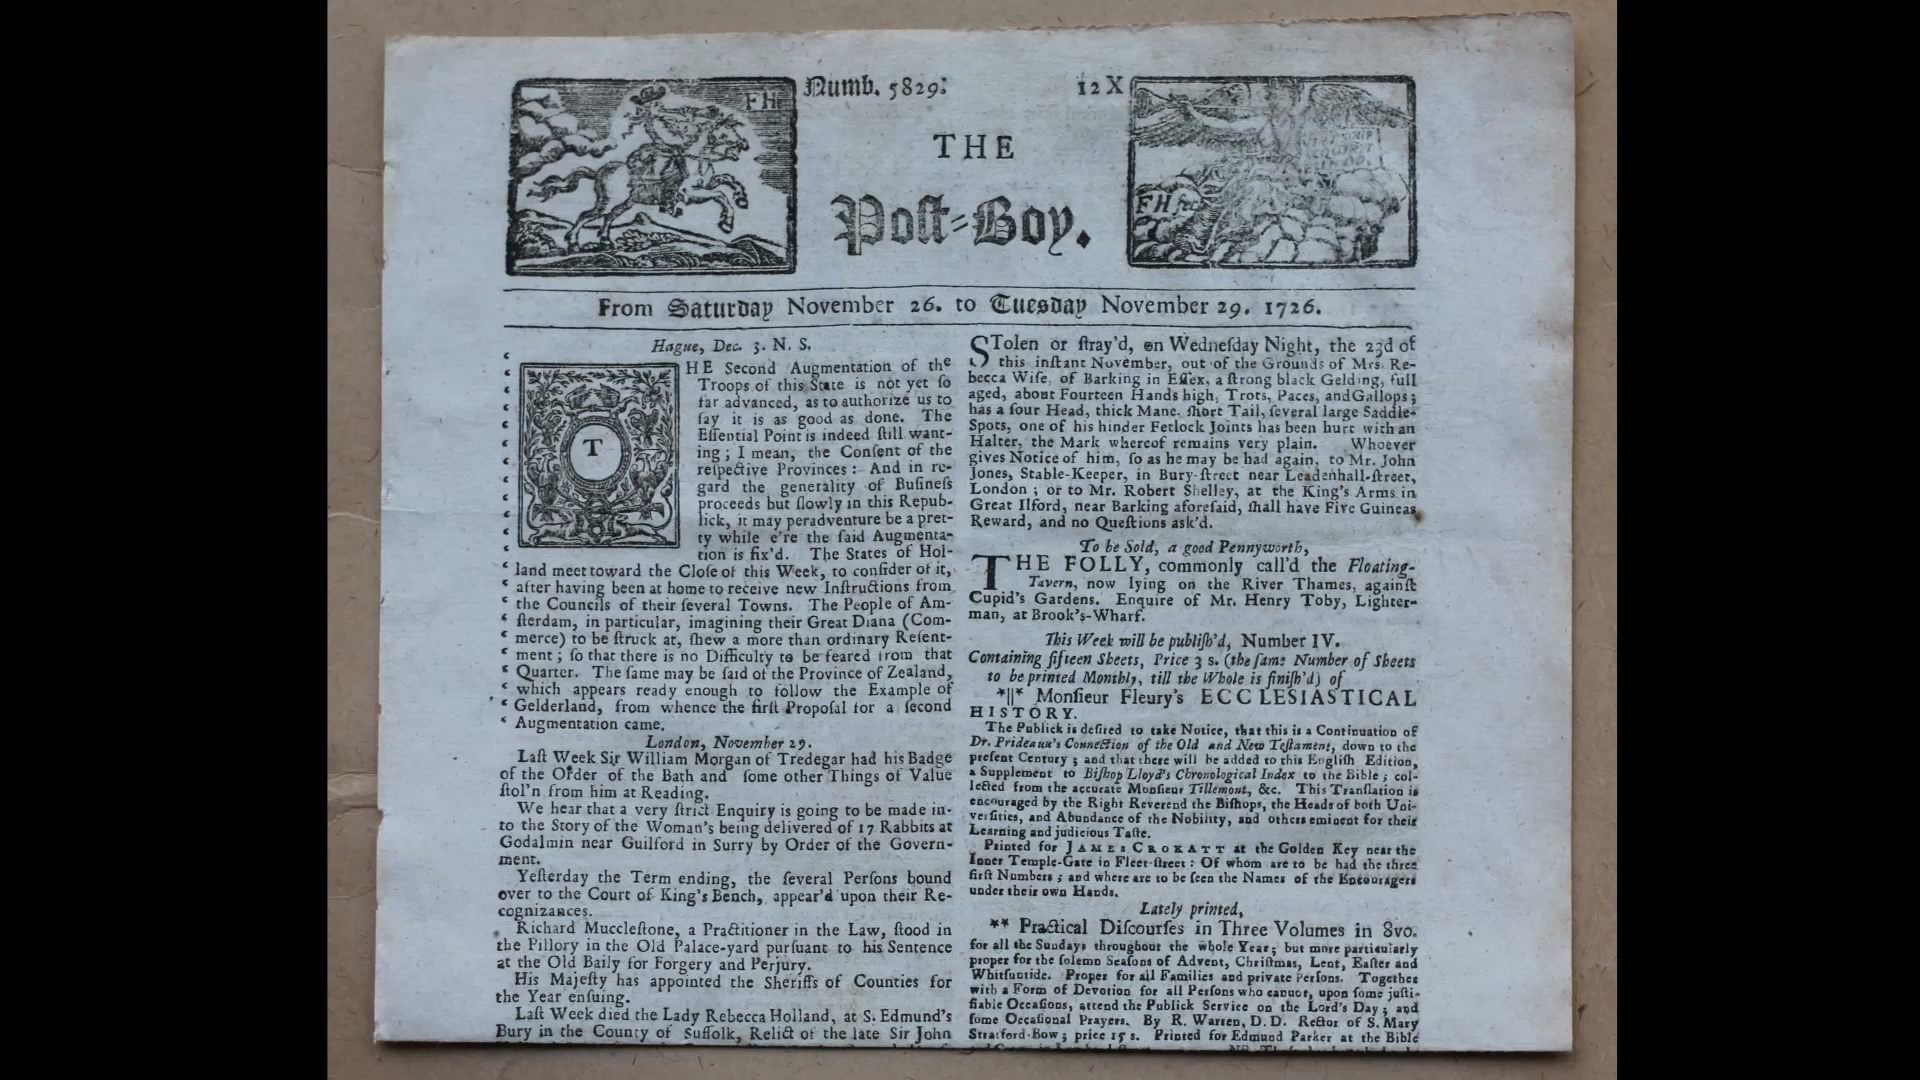 FH
Numb. 5829:
12 X
THE
Poſt=Boy.
FH fec
From Saturday November 26. to Tuesday November 29. 1726.
Hague, Dec. 3. N. S.
T
HE Second Augmentation of the
Troops of this State is not yet ſo
far advanced, as to authorize us to
ſay it is as good as done. The
Eſſential Point is indeed ſtill want-
ing; I mean, the Conſent of the
reſpective Provinces: And in re-
gard the generality of Buſineſs
proceeds but ſlowly in this Repub-
lick, it may peradventure be a pret-
ty while e're the ſaid Augmenta-
tion is fix'd. The States of Hol-
‘ land meet toward the Cloſe of this Week, to conſider of it,
‘ after having been at home to receive new Inſtructions from
‘ the Councils of their ſeveral Towns. The People of Am-
‘ ſterdam, in particular, imagining their Great Diana (Com-
‘ merce) to be ſtruck at, ſhew a more than ordinary Reſent-
‘ ment; ſo that there is no Difficulty to be feared from that
‘ Quarter. The ſame may be ſaid of the Province of Zealand,
‘ which appears ready enough to follow the Example of
‘ Gelderland, from whence the firſt Propoſal for a ſecond
‘ Augmentation came.
London, November 29.
Laſt Week Sir William Morgan of Tredegar had his Badge
of the Order of the Bath and ſome other Things of Value
ſtol'n from him at Reading.
We hear that a very ſtrict Enquiry is going to be made in-
to the Story of the Woman's being delivered of 17 Rabbits at
Godalmin near Guilford in Surry by Order of the Govern-
ment.
Yeſterday the Term ending, the ſeveral Perſons bound
over to the Court of King's Bench, appear'd upon their Re-
cognizances.
Richard Muccleſtone, a Practitioner in the Law, ſtood in
the Pillory in the Old Palace-yard purſuant to his Sentence
at the Old Baily for Forgery and Perjury.
His Majeſty has appointed the Sheriffs of Counties for
the Year enſuing.
Laſt Week died the Lady Rebecca Holland, at S. Edmund's
Bury in the County of Suffolk, Relict of the late Sir John
STolen or ſtray'd, on Wedneſday Night, the 23d of
this inſtant November, out of the Grounds of Mrs. Re-
becca Wiſe, of Barking in Eſſex, a ſtrong black Gelding, full
aged, about Fourteen Hands high, Trots, Paces, and Gallops;
has a ſour Head, thick Mane, ſhort Tail, ſeveral large Saddle-
Spots, one of his hinder Fetlock Joints has been hurt with an
Halter, the Mark whereof remains very plain. Whoever
gives Notice of him, ſo as he may be had again, to Mr. John
Jones, Stable-Keeper, in Bury-ſtreet near Leadenhall-ſtreet,
London; or to Mr. Robert Shelley, at the King's Arms in
Great Ilford, near Barking aforeſaid, ſhall have Five Guineas
Reward, and no Queſtions ask'd.
To be Sold, a good Pennyworth,
THE FOLLY, commonly call'd the Floating-
Tavern, now lying on the River Thames, againſt
Cupid's Gardens. Enquire of Mr. Henry Toby, Lighter-
man, at Brook's-Wharf.
This Week will be publiſh'd, Number IV.
Containing fifteen Sheets, Price 3 s. (the ſame Number of Sheets
to be printed Monthly, till the Whole is finiſh'd) of
*‖* Monſieur Fleury's ECCLESIASTICAL
HISTORY.
The Publick is deſired to take Notice, that this is a Continuation of
Dr. Prideaux's Connection of the Old and New Teſtament, down to the
preſent Century; and that there will be added to this Engliſh Edition,
a Supplement to Biſhop Lloyd's Chronological Index to the Bible; col-
lected from the accurate Monſieur Tillemont, &c. This Tranſlation is
encouraged by the Right Reverend the Biſhops, the Heads of both Uni-
verſities, and Abundance of the Nobility, and others eminent for their
Learning and judicious Taſte.
Printed for JAMES CROKATT at the Golden Key near the
Inner Temple-Gate in Fleet-ſtreet: Of whom are to be had the three
firſt Numbers; and where are to be ſeen the Names of the Encouragers
under their own Hands.
Lately printed,
** Practical Diſcourſes in Three Volumes in 8vo.
for all the Sundays throughout the whole Year; but more particularly
proper for the ſolemn Seaſons of Advent, Chriſtmas, Lent, Eaſter and
Whitſuntide. Proper for all Families and private Perſons. Together
with a Form of Devotion for all Perſons who cannot, upon ſome juſti-
fiable Occaſions, attend the Publick Service on the Lord's Day; and
ſome Occaſional Prayers. By R. Warren, D.D. Rector of S. Mary
Stratford-Bow; price 15 s. Printed for Edmund Parker at the Bible